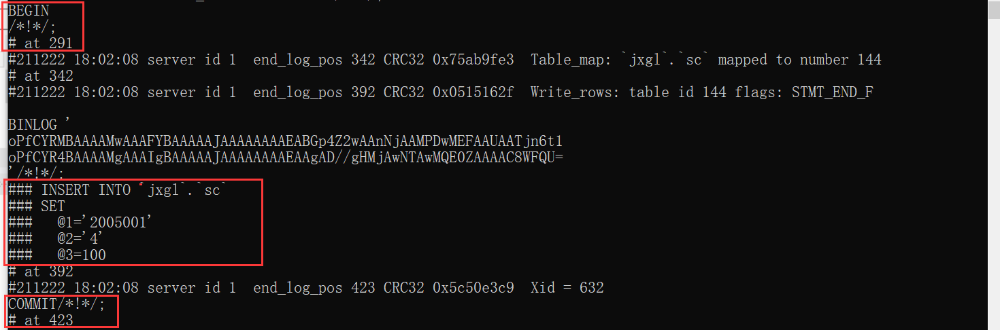 BEGIN
/*!*/;
# at 291
#211222 18:02:08 server id 1  end_log_pos 342 CRC32 0x75ab9fe3  Table_map: `jxgl`.`sc` mapped to number 144
# at 342
#211222 18:02:08 server id 1  end_log_pos 392 CRC32 0x0515162f  Write_rows: table id 144 flags: STMT_END_F
BINLOG '
oPfCYRMBAAAAMwAAAFYBAAAAAJAAAAAAAAEABGp4Z2wAAnNjAAMPDwMEFAAUAATjn6t1
oPfCYR4BAAAAMgAAAIgBAAAAAJAAAAAAAAEAAgAD//gHMjAwNTAwMQE0ZAAAAC8WFQU=
'/*!*/;
### INSERT INTO `jxgl`.`sc`
### SET
###   @1='2005001'
###   @2='4'
###   @3=100
# at 392
#211222 18:02:08 server id 1  end_log_pos 423 CRC32 0x5c50e3c9  Xid = 632
COMMIT/*!*/;
# at 423